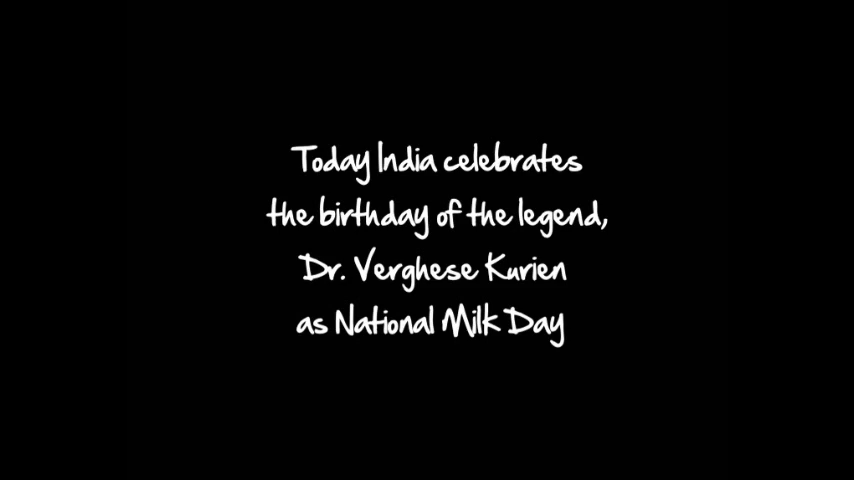 Today India celebrates
the birthday of the legend,
Dr. Verghese Kurien
as National Milk Day